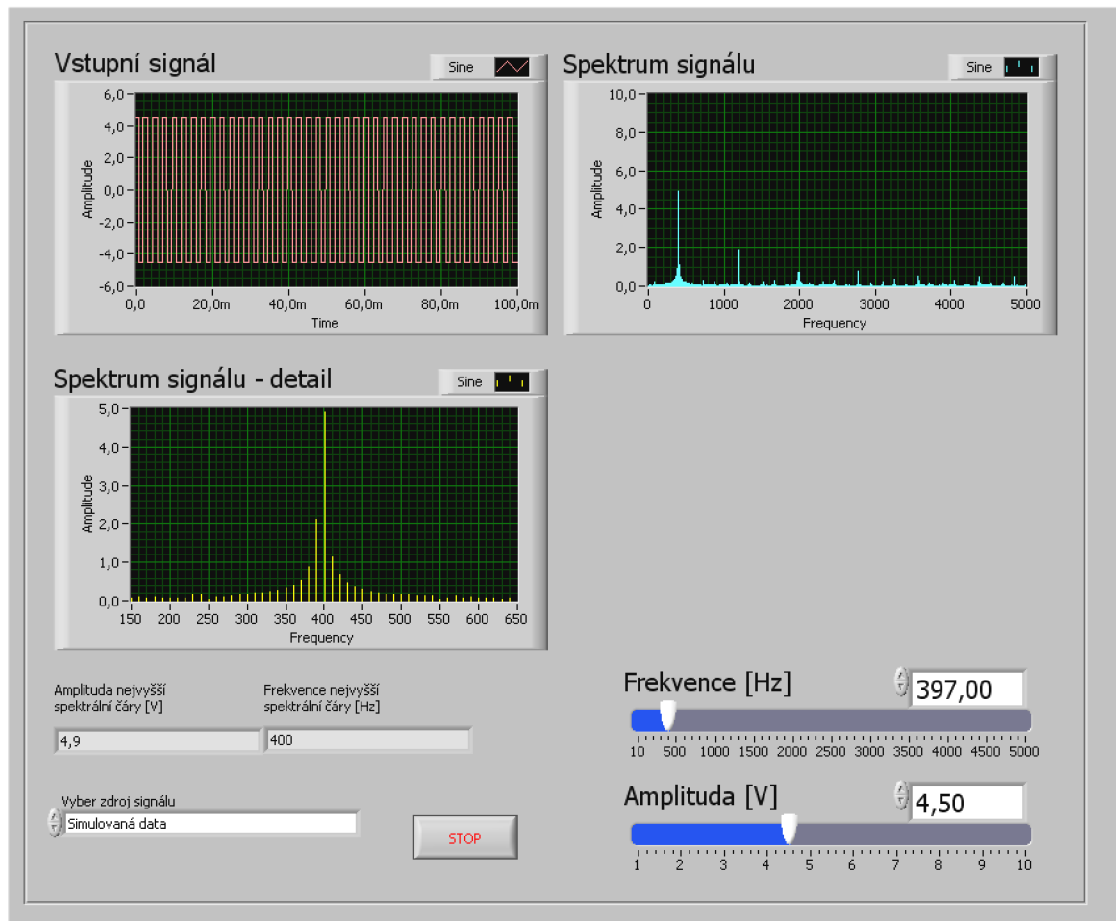 Vstupní signál
Sine
6,0
4,0
2,0
0,0
-2,0
-4,0
-6,0
Amplitude
0,0 20,0m 40,0m 60,0m 80,0m 100,0m
Time
Spektrum signálu
Sine
10,0
8,0
6,0
4,0
2,0
0,0
Amplitude
0 1000 2000 3000 4000 5000
Frequency
Spektrum signálu - detail
Sine
5,0
4,0
3,0
2,0
1,0
0,0
Amplitude
150 200 250 300 350 400 450 500 550 600 650
Frequency
Amplituda nejvyšší
spektrální čáry [V]
4,9
Frekvence nejvyšší
spektrální čáry [Hz]
400
Vyber zdroj signálu
Simulovaná data
STOP
Frekvence [Hz]
397,00
10 500 1000 1500 2000 2500 3000 3500 4000 4500 5000
Amplituda [V]
4,50
1 2 3 4 5 6 7 8 9 10